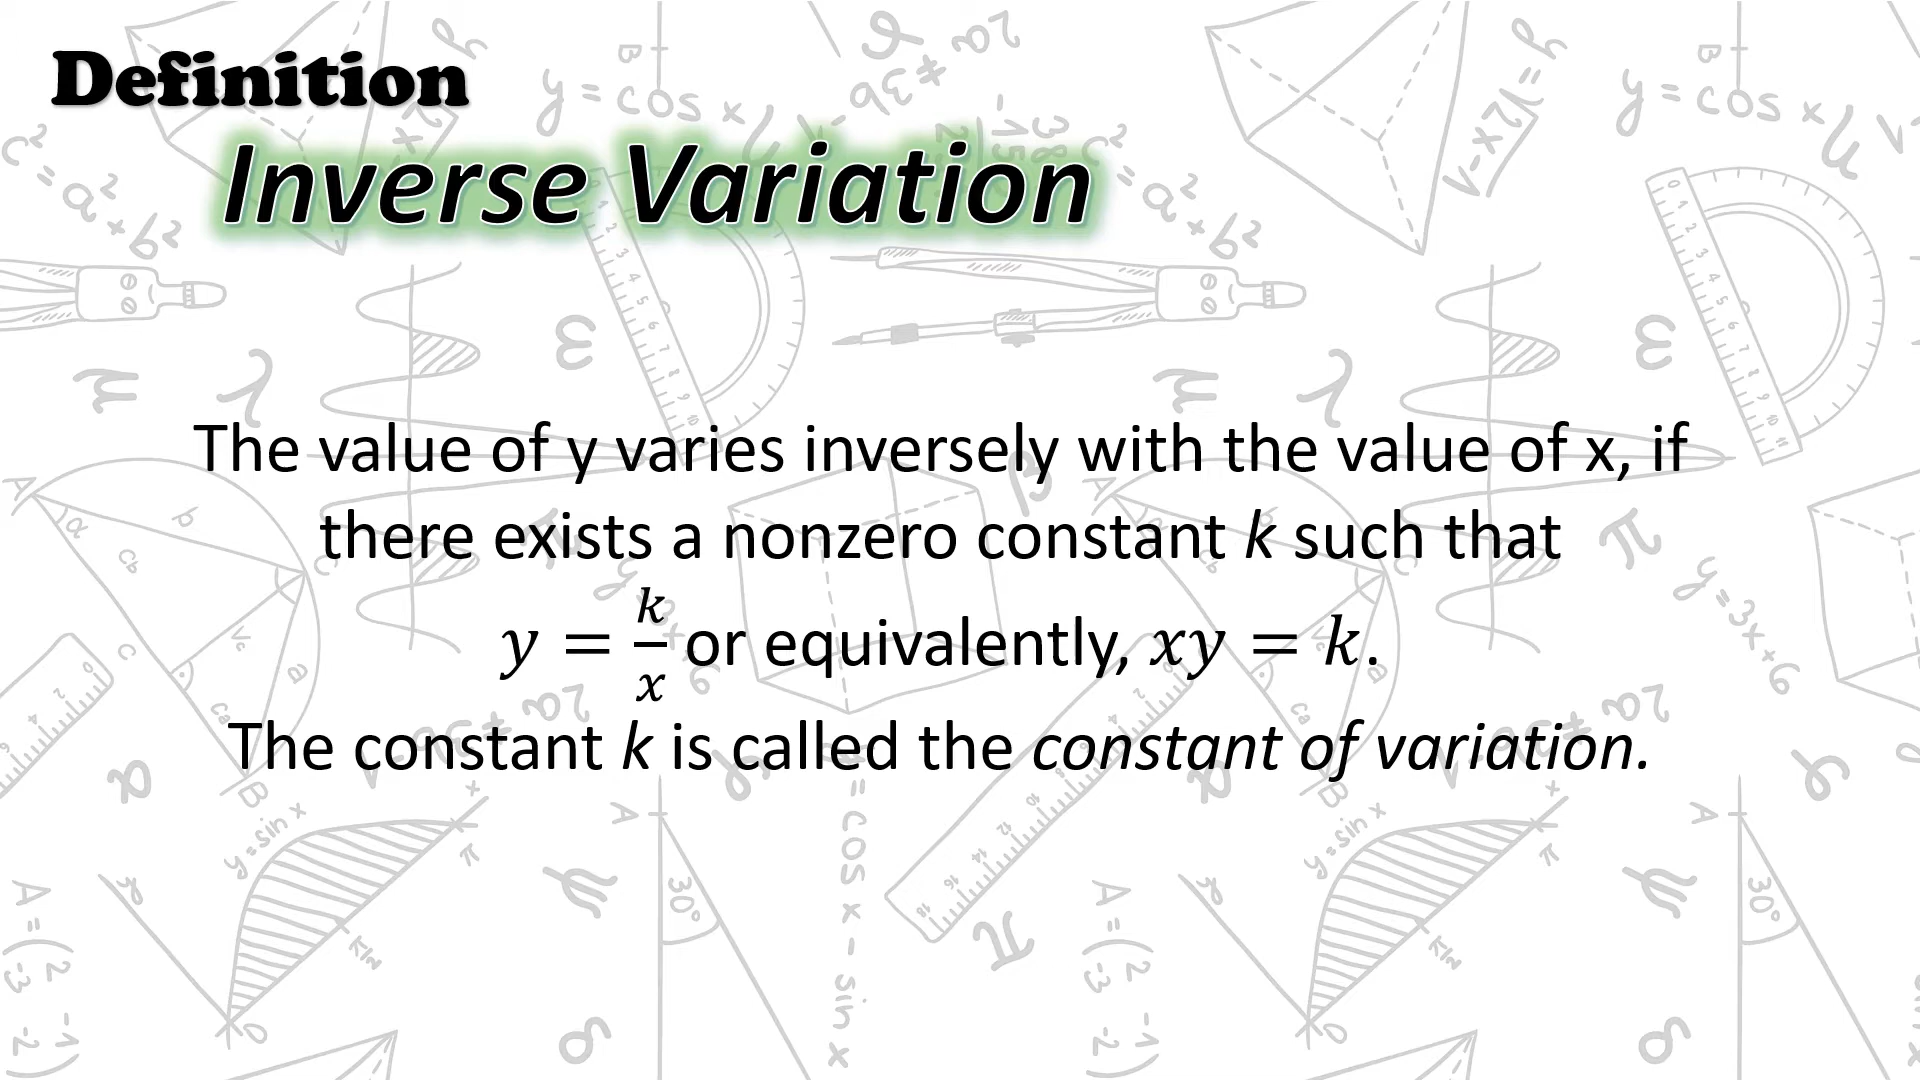 Definition
Inverse Variation
The value of y varies inversely with the value of x, if
there exists a nonzero constant k such that
y = k/x or equivalently, xy = k.
The constant k is called the constant of variation.